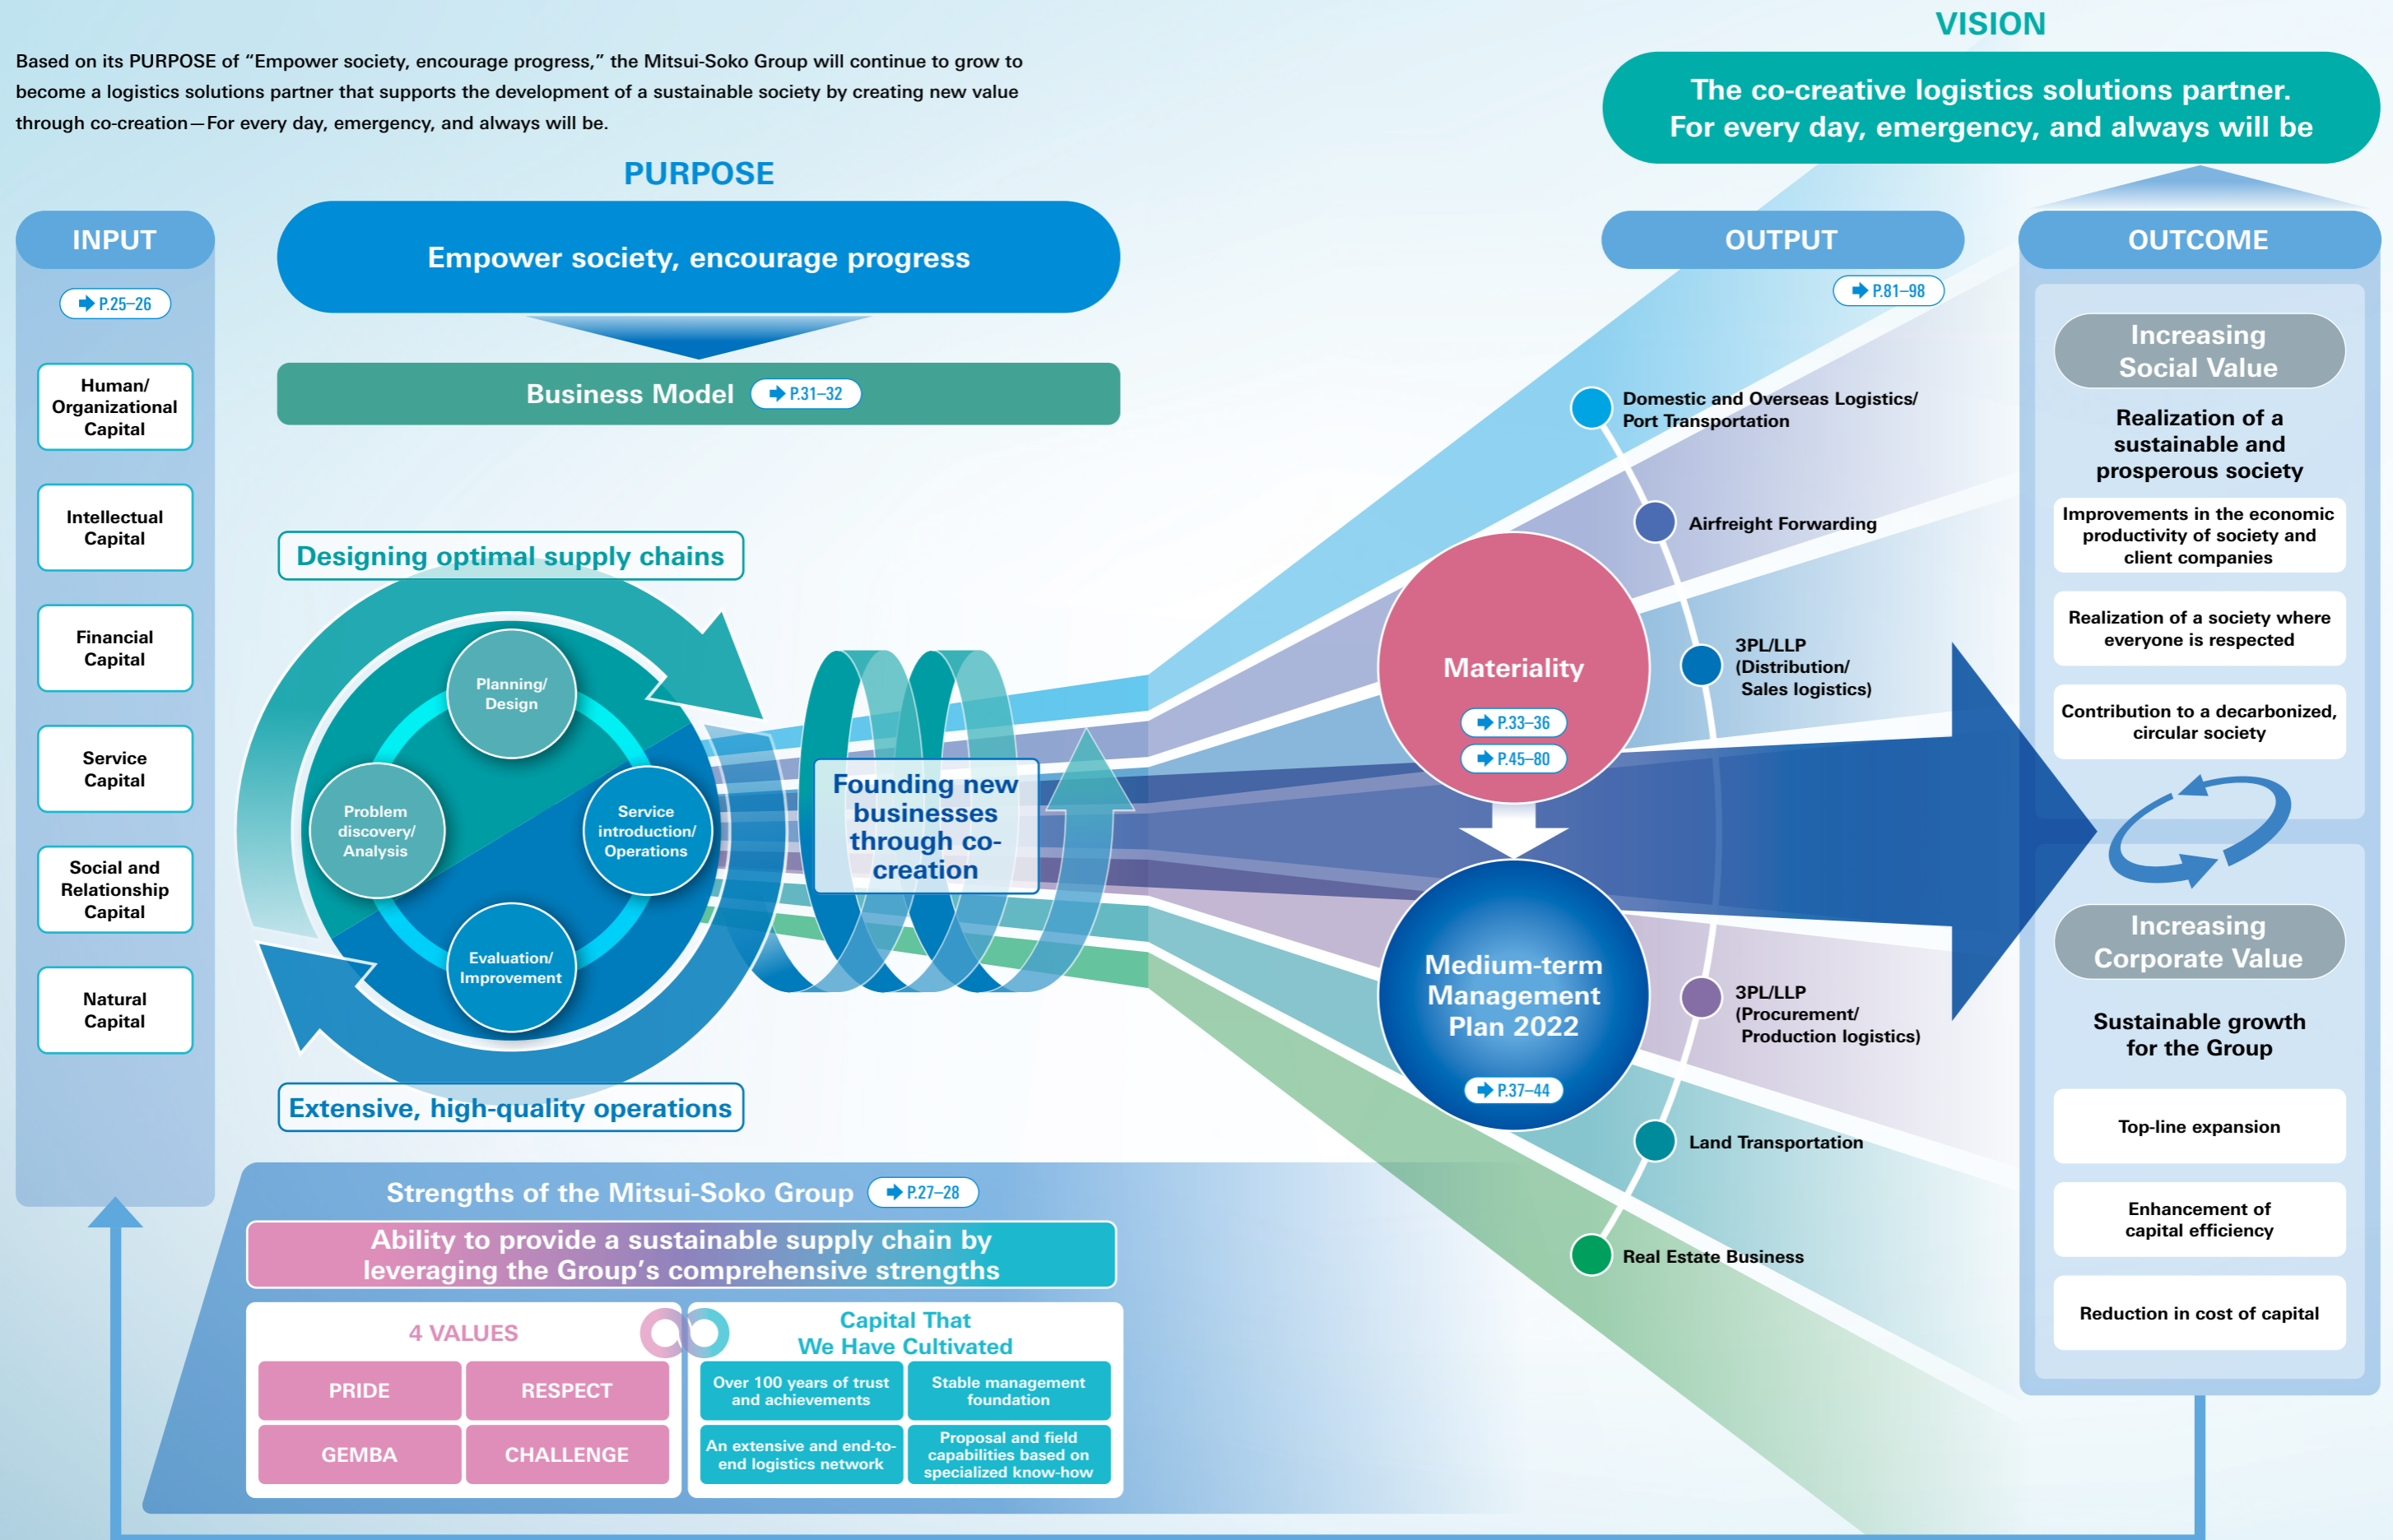 VISION
Based on its PURPOSE of “Empower society, encourage progress,” the Mitsui-Soko Group will continue to grow to
become a logistics solutions partner that supports the development of a sustainable society by creating new value
through co-creation—For every day, emergency, and always will be.
The co-creative logistics solutions partner.
For every day, emergency, and always will be
PURPOSE
Empower society, encourage progress
INPUT
P.25–26
Human/
Organizational
Capital
Intellectual
Capital
Financial
Capital
Service
Capital
Social and
Relationship
Capital
Natural
Capital
Business Model
P.31–32
Designing optimal supply chains
Planning/
Design
Problem
discovery/
Analysis
Service
introduction/
Operations
Evaluation/
Improvement
Extensive, high-quality operations
Founding new
businesses
through co-
creation
Materiality
P.33–36
P.45–80
Medium-term
Management
Plan 2022
P.37–44
OUTPUT
P.81–98
Domestic and Overseas Logistics/
Port Transportation
Airfreight Forwarding
3PL/LLP
(Distribution/
Sales logistics)
3PL/LLP
(Procurement/
Production logistics)
Land Transportation
Real Estate Business
OUTCOME
Increasing
Social Value
Realization of a
sustainable and
prosperous society
Improvements in the economic
productivity of society and
client companies
Realization of a society where
everyone is respected
Contribution to a decarbonized,
circular society
Increasing
Corporate Value
Sustainable growth
for the Group
Top-line expansion
Enhancement of
capital efficiency
Reduction in cost of capital
Strengths of the Mitsui-Soko Group
P.27–28
Ability to provide a sustainable supply chain by
leveraging the Group’s comprehensive strengths
4 VALUES
PRIDE
RESPECT
GEMBA
CHALLENGE
Capital That
We Have Cultivated
Over 100 years of trust
and achievements
Stable management
foundation
An extensive and end-to-
end logistics network
Proposal and field
capabilities based on
specialized know-how